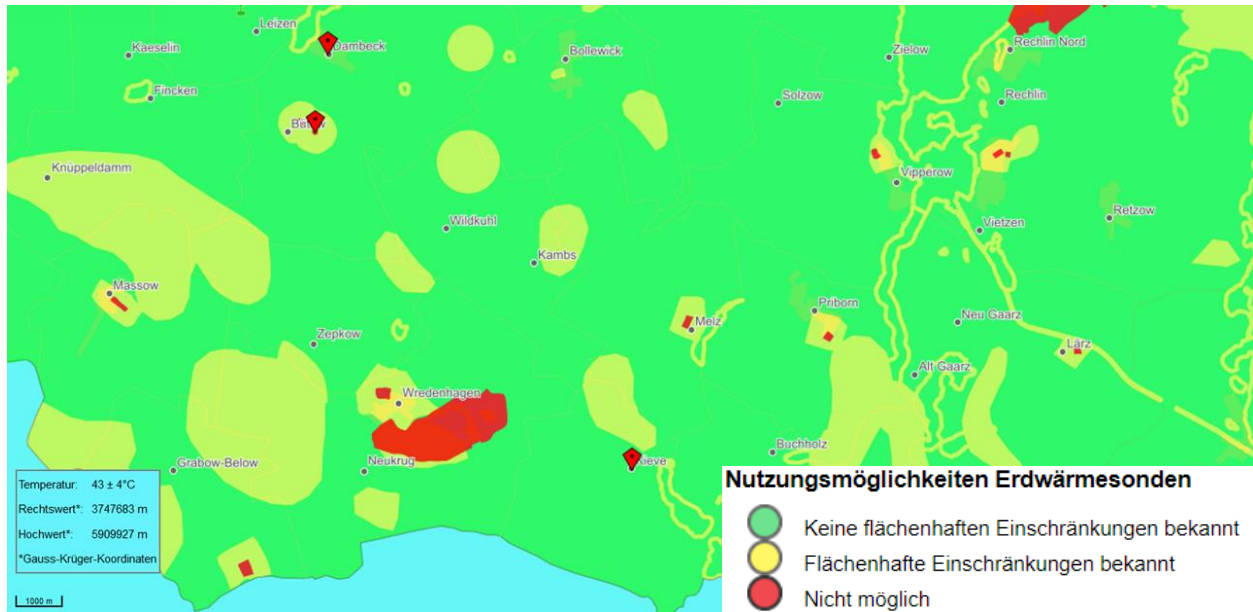 Leizen
Dambeck
Kaeselin
Bollewick
Zielow
Rechlin Nord
Fincken
Solzow
Rechlin
Knüppeldamm
Vipperow
Wildkuhl
Vietzen
Retzow
Kambs
Massow
Zepkow
Melz
Priborn
Neu Gaarz
Lärz
Alt Gaarz
Wredenhagen
Buchholz
Grabow-Below
Neukrug
Kieve
Temperatur: 43 ± 4°C
Rechtswert*: 3747683 m
Hochwert*: 5909927 m
*Gauss-Krüger-Koordinaten
1000 m
Nutzungsmöglichkeiten Erdwärmesonden
Keine flächenhaften Einschränkungen bekannt
Flächenhafte Einschränkungen bekannt
Nicht möglich